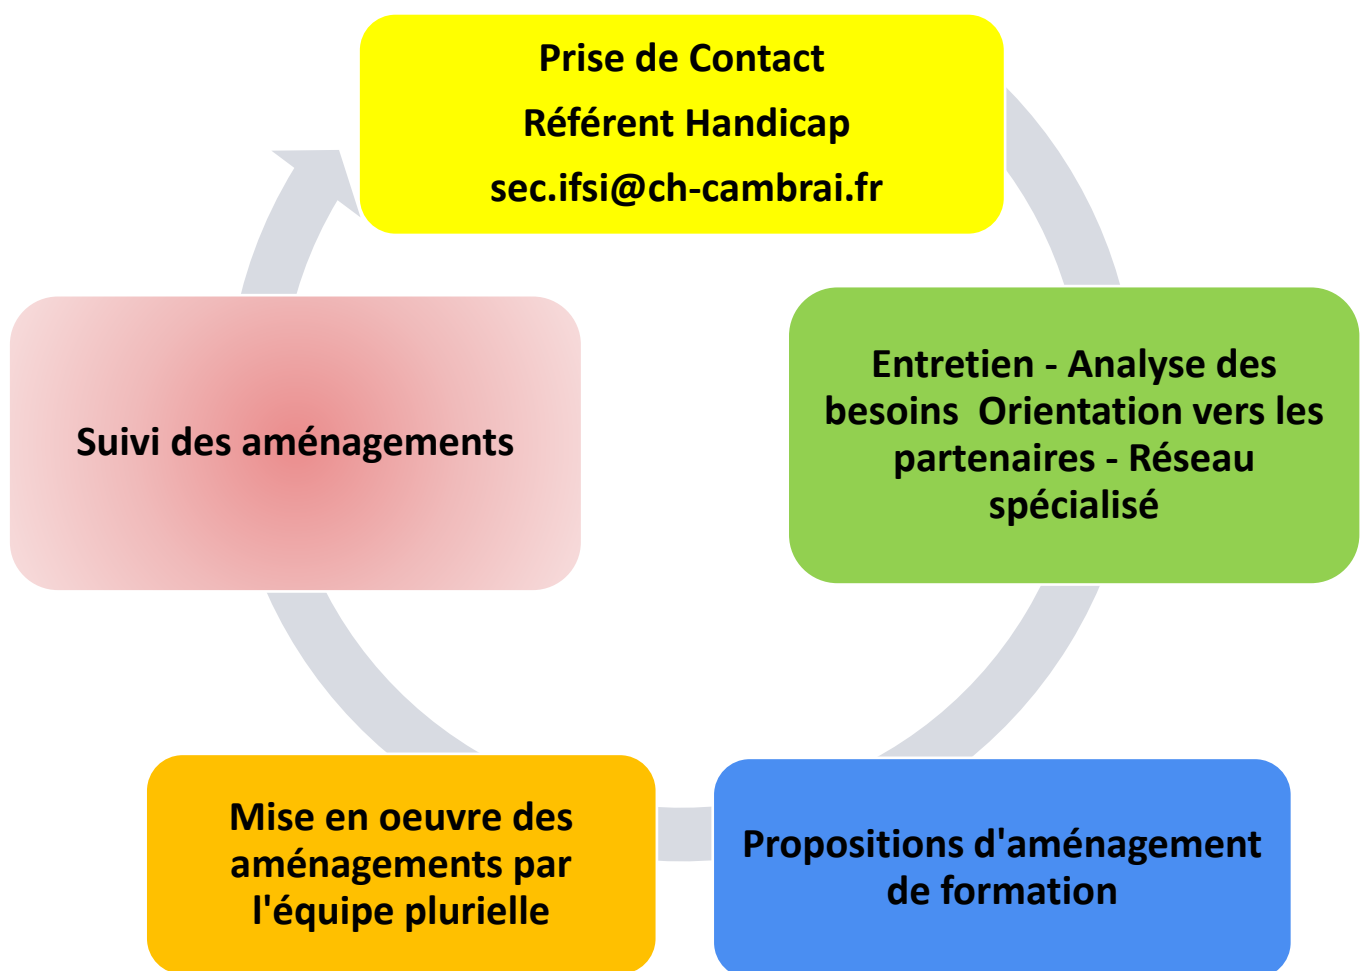 Prise de Contact
Référent Handicap
sec.ifsi@ch-cambrai.fr
Entretien - Analyse des
besoins  Orientation vers les
partenaires - Réseau
spécialisé
Propositions d'aménagement
de formation
Mise en oeuvre des
aménagements par
l'équipe plurielle
Suivi des aménagements